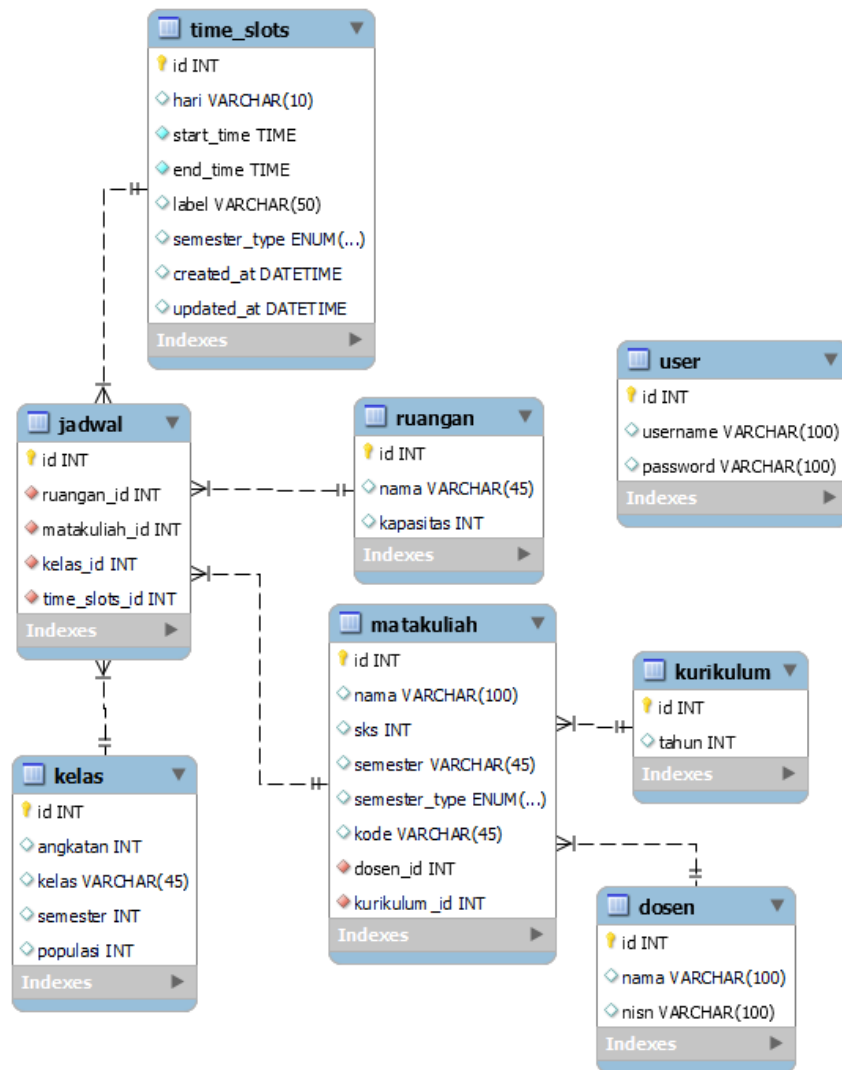 time_slots
id INT
hari VARCHAR(10)
start_time TIME
end_time TIME
label VARCHAR(50)
semester_type ENUM(...)
created_at DATETIME
updated_at DATETIME
Indexes
user
id INT
username VARCHAR(100)
password VARCHAR(100)
Indexes
jadwal
id INT
ruangan_id INT
matakuliah_id INT
kelas_id INT
time_slots_id INT
Indexes
ruangan
id INT
nama VARCHAR(45)
kapasitas INT
Indexes
matakuliah
id INT
nama VARCHAR(100)
sks INT
semester VARCHAR(45)
semester_type ENUM(...)
kode VARCHAR(45)
dosen_id INT
kurikulum_id INT
Indexes
kurikulum
id INT
tahun INT
Indexes
kelas
id INT
angkatan INT
kelas VARCHAR(45)
semester INT
populasi INT
Indexes
dosen
id INT
nama VARCHAR(100)
nisn VARCHAR(100)
Indexes